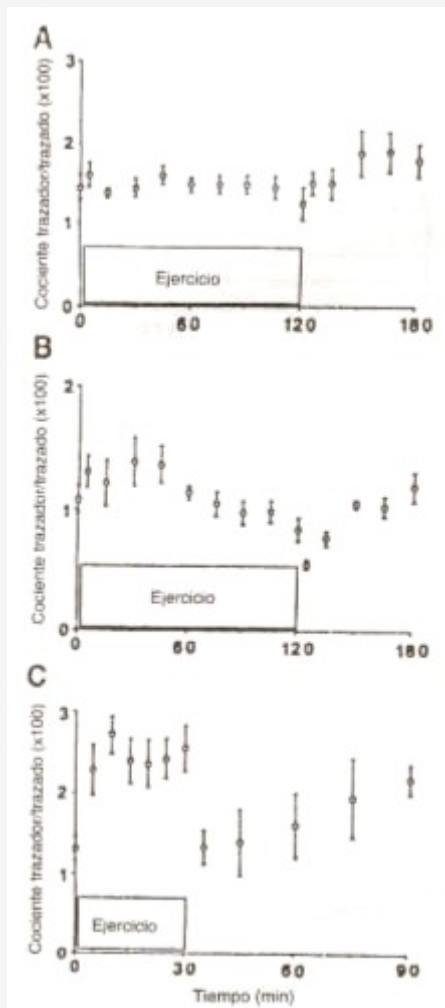 A
Cociente trazador/trazado (x100)
3
2
1
0
Ejercicio
0 60 120 180
B
Cociente trazador/trazado (x100)
2
1
0
Ejercicio
0 60 120 180
C
Cociente trazador/trazado (x100)
3
2
1
0
Ejercicio
0 30 60 90
Tiempo (min)